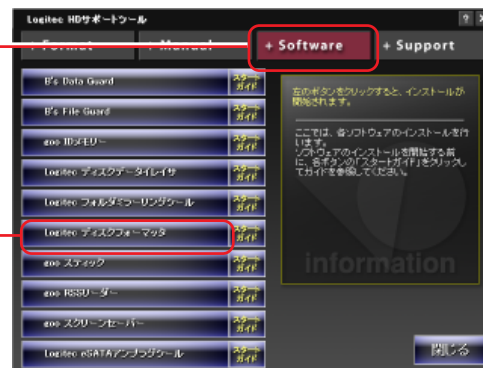 Logitec HDサポートツール
? X
+ Format
+ Manual
+ Software
+ Support
B's Data Guard
スタートガイド
B's File Guard
スタートガイド
goo IDメモリー
スタートガイド
Logitec ディスクデータイレイサ
スタートガイド
Logitec フォルダミラーリングツール
スタートガイド
Logitec ディスクフォーマッタ
スタートガイド
goo スティック
スタートガイド
goo RSSリーダー
スタートガイド
goo スクリーンセーバー
スタートガイド
Logitec eSATAアンプラグツール
スタートガイド
左のボタンをクリックすると、インストールが
開始されます。
ここでは、各ソフトウェアのインストールを行
います。
ソフトウェアのインストールを開始する前
に、各ボタンの「スタートガイド」をクリックし
てガイドを参照してください。
information
閉じる